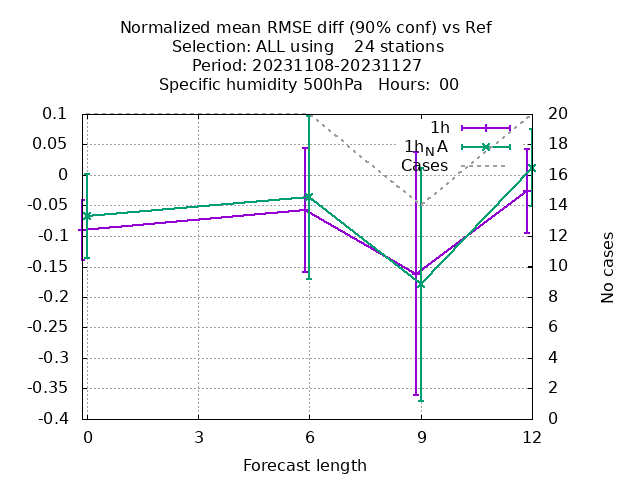 Normalized mean RMSE diff (90% conf) vs Ref
Selection: ALL using    24 stations
Period: 20231108-20231127
Specific humidity 500hPa   Hours:  00
0.1
0.05
0
-0.05
-0.1
-0.15
-0.2
-0.25
-0.3
-0.35
-0.4
1h
1hNA
Cases
20
18
16
14
12
10
8
6
4
2
0
No cases
0 3 6 9 12
Forecast length